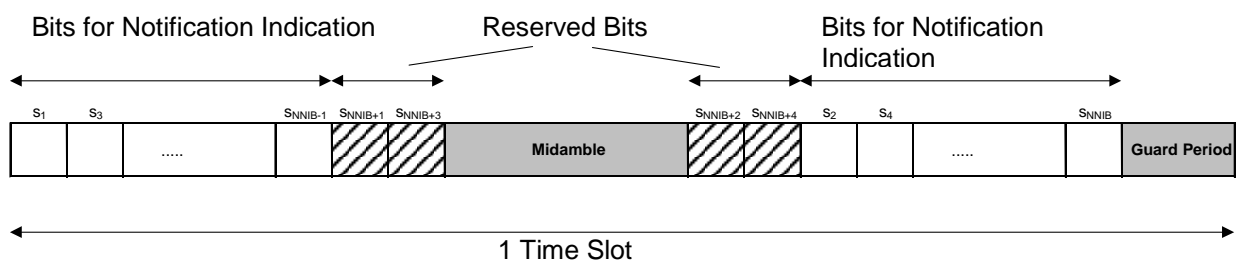 Bits for Notification Indication
Reserved Bits
Bits for Notification
Indication
s1 s3 sNNIB-1 sNNIB+1 sNNIB+3 sNNIB+2 sNNIB+4 s2 s4 sNNIB
..... Midamble ..... Guard Period
1 Time Slot